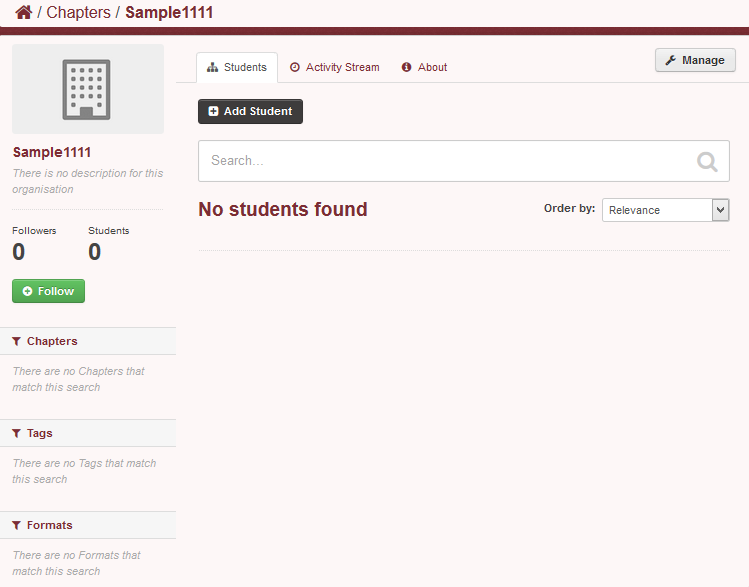 / Chapters / Sample1111
Students
Activity Stream
About
Manage
Sample1111
There is no description for this
organisation
Followers
Students
0
0
Follow
Chapters
There are no Chapters that
match this search
Tags
There are no Tags that match
this search
Formats
There are no Formats that
match this search
Add Student
Search...
No students found
Order by:
Relevance